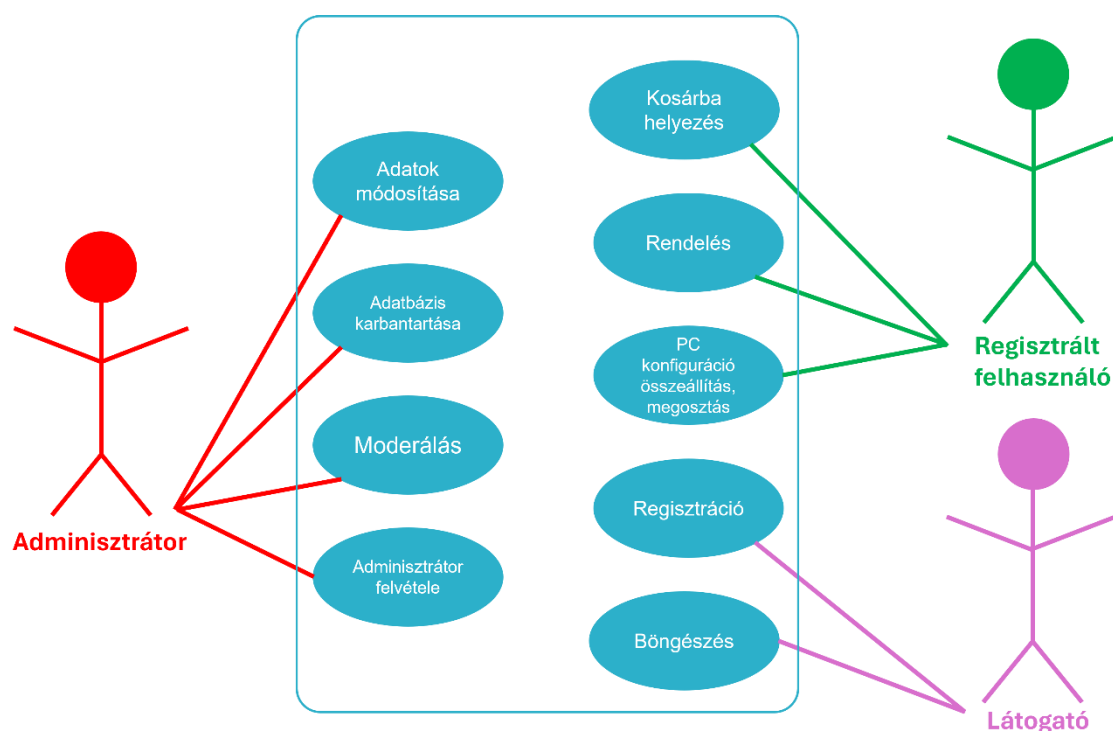 Adatok
módosítása
Adatbázis
karbantartása
Moderálás
Adminisztrátor
felvétele
Kosárba
helyezés
Rendelés
PC
konfiguráció
összeállítás,
megosztás
Regisztráció
Böngészés
Adminisztrátor
Regisztrált
felhasználó
Látogató